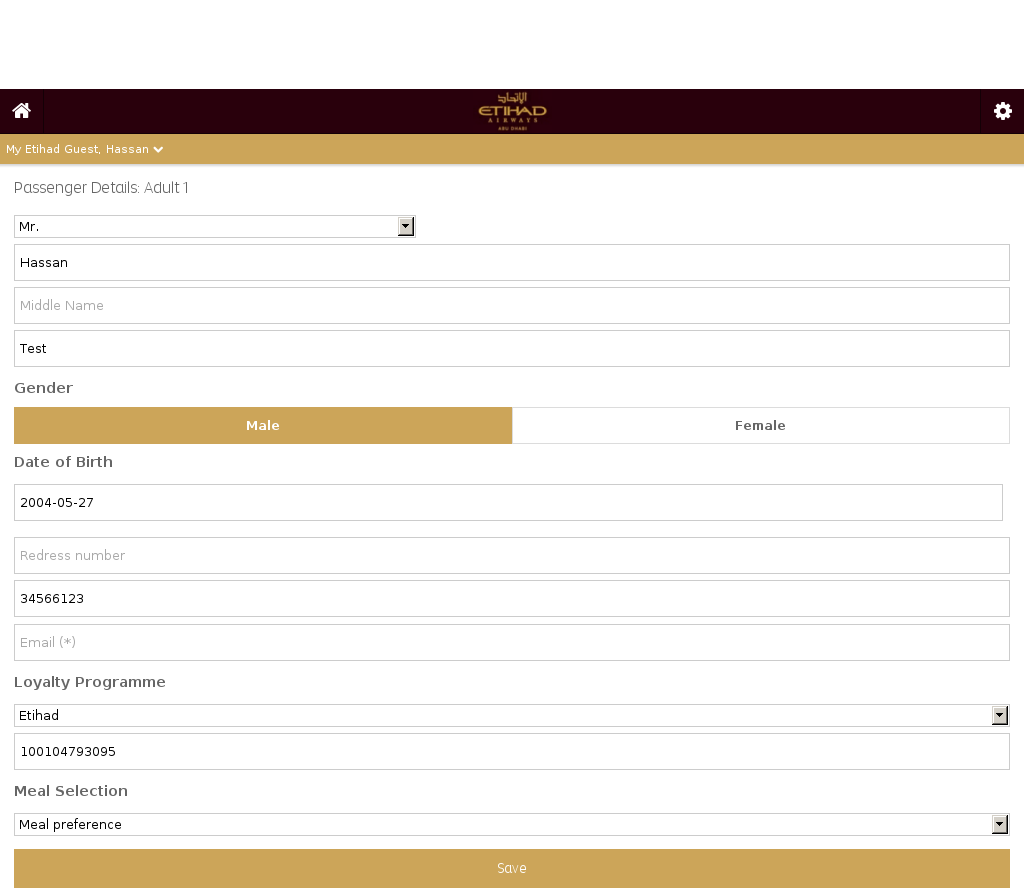 الإتحاد
ETIHAD
AIRWAYS
ABU DHABI
My Etihad Guest, Hassan
Passenger Details: Adult 1
Mr.
Hassan
Middle Name
Test
Gender
Male
Female
Date of Birth
2004-05-27
Redress number
34566123
Email (*)
Loyalty Programme
Etihad
100104793095
Meal Selection
Meal preference
Save